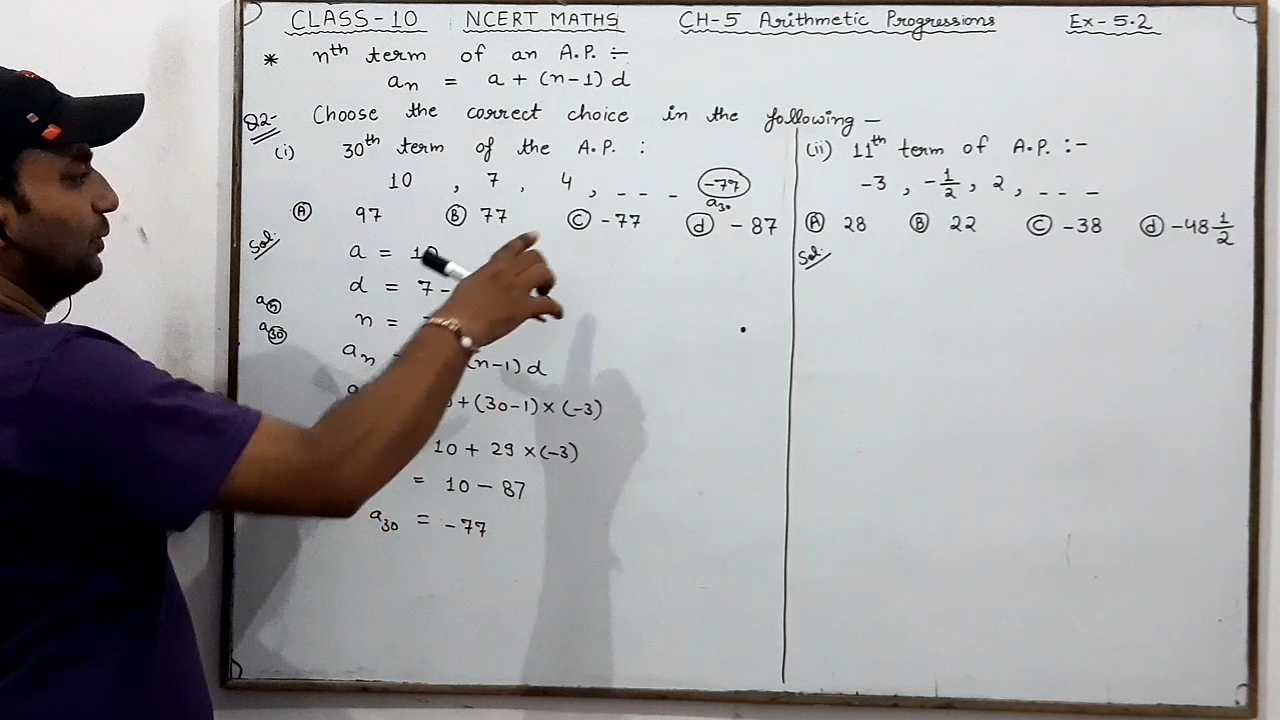 CLASS-10 NCERT MATHS CH-5 Arithmetic Progressions Ex-5.2
* nth term of an A.P. ÷
an = a + (n-1) d
Q2- Choose the correct choice in the following -
(i) 30th term of the A.P. :
10 , 7 , 4 , - - - -77
a30
(A) 97 (B) 77 (C) -77 (d) -87
Sol:
a = 10
d = 7 -
an n =
a30
an (n-1) d
+ (30-1) × (-3)
10 + 29 × (-3)
= 10 - 87
a30 = -77
(ii) 11th term of A.P. :-
-3 , -1/2 , 2 , - - -
(A) 28 (B) 22 (C) -38 (d) -48 1/2
Sol: